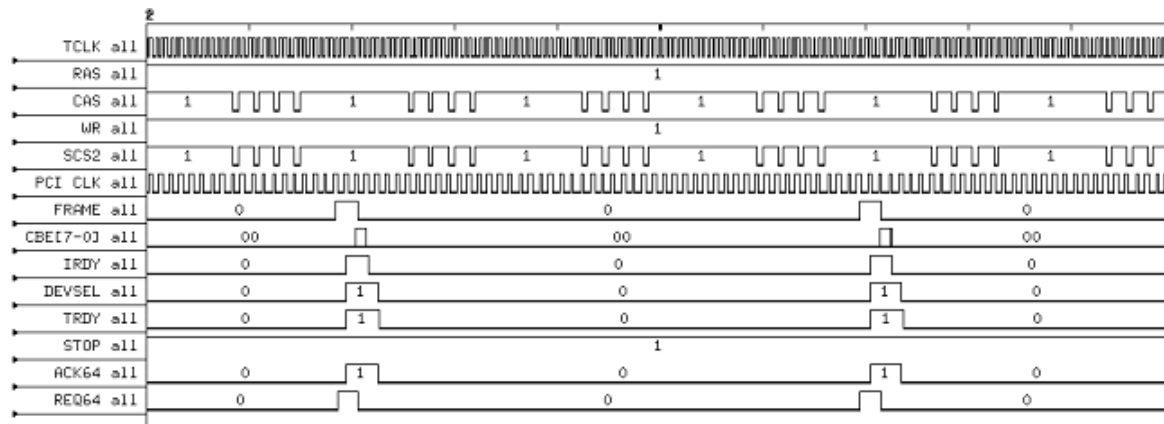 2
TCLK all
RAS all 1
CAS all 1 1 1 1 1 1
WR all 1
SCS2 all 1 1 1 1 1 1
PCI CLK all
FRAME all 0 0 0
CBE[7-0] all 00 00 00
IRDY all 0 0 0
DEVSEL all 0 1 0 1 0
TRDY all 0 1 0 1 0
STOP all 1
ACK64 all 0 1 0 1 0
REQ64 all 0 0 0